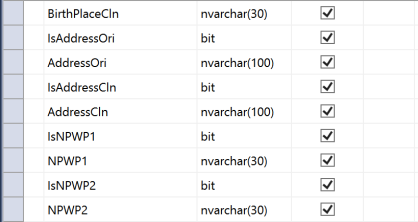 BirthPlaceCln nvarchar(30)
IsAddressOri bit
AddressOri nvarchar(100)
IsAddressCln bit
AddressCln nvarchar(100)
IsNPWP1 bit
NPWP1 nvarchar(30)
IsNPWP2 bit
NPWP2 nvarchar(30)